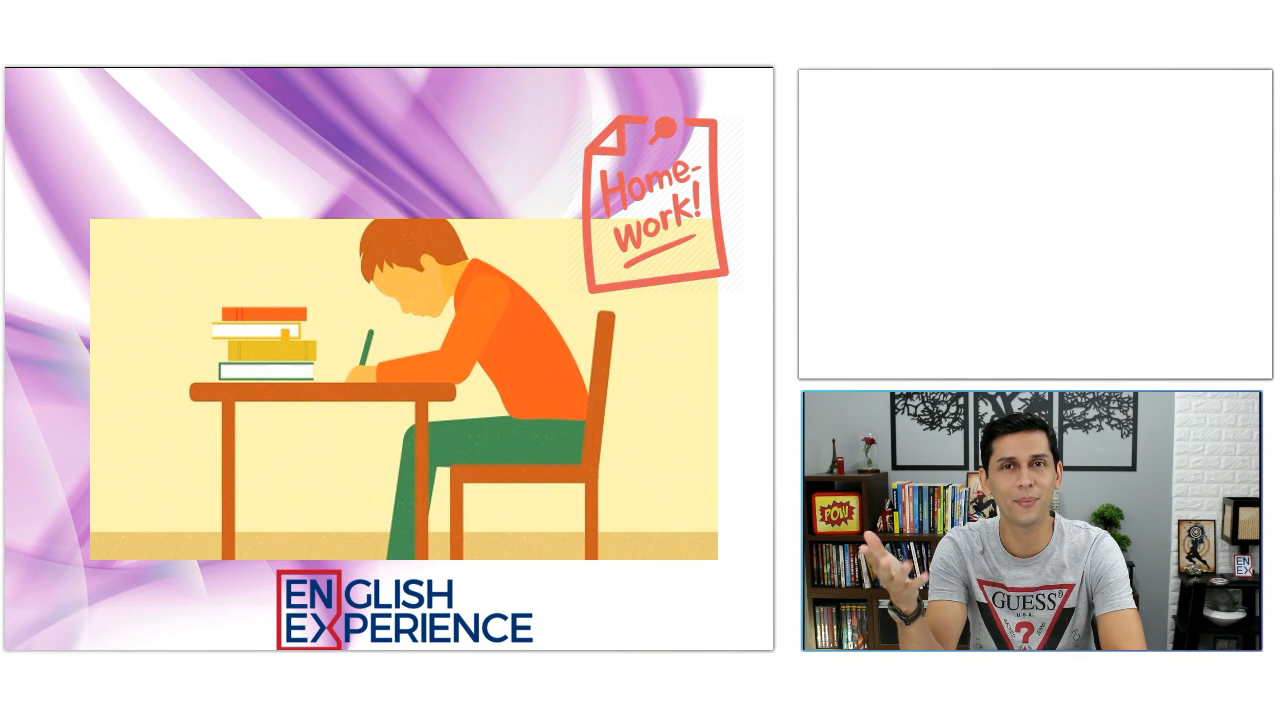 Home-
work!
ENGLISH
EXPERIENCE
POW
GUESS®
U.S.A.
?
EN
EX